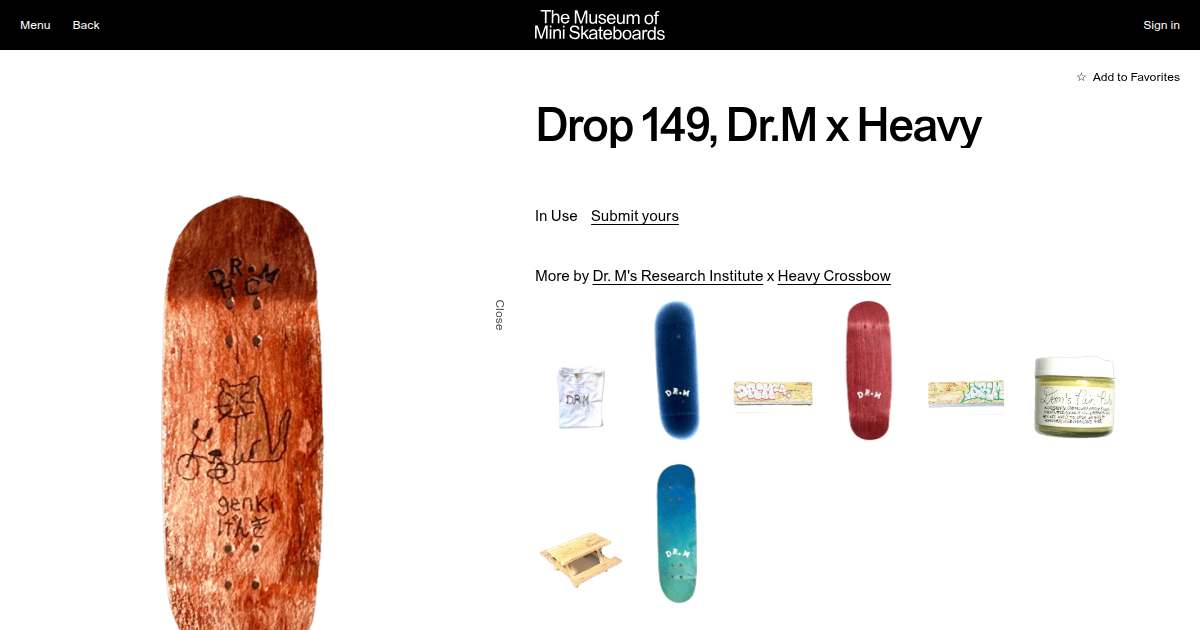 Menu
Back
The Museum of
Mini Skateboards
Sign in
☆ Add to Favorites
Drop 149, Dr.M x Heavy
In Use Submit yours
More by Dr. M's Research Institute x Heavy Crossbow
Close
DR.M
HC
genki
げんき
DRM
DR.M
DR.M
DR.M